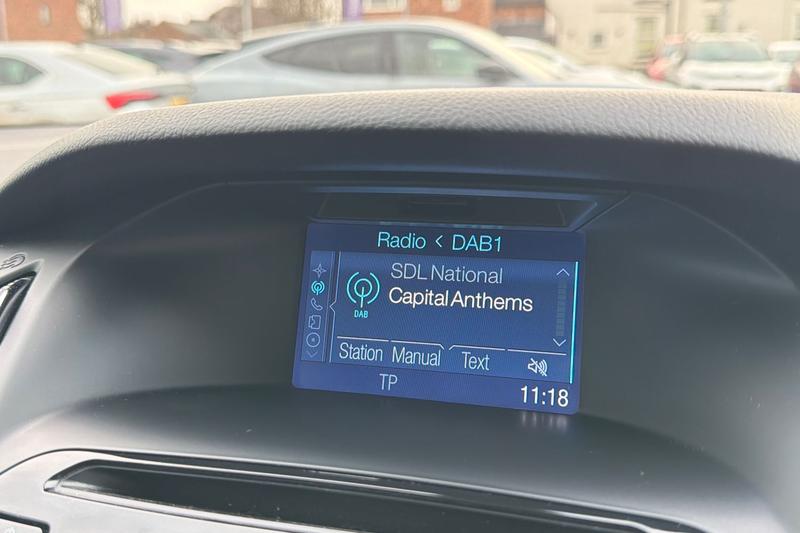 Radio < DAB1
SDL National
Capital Anthems
DAB
Station Manual Text
TP
11:18